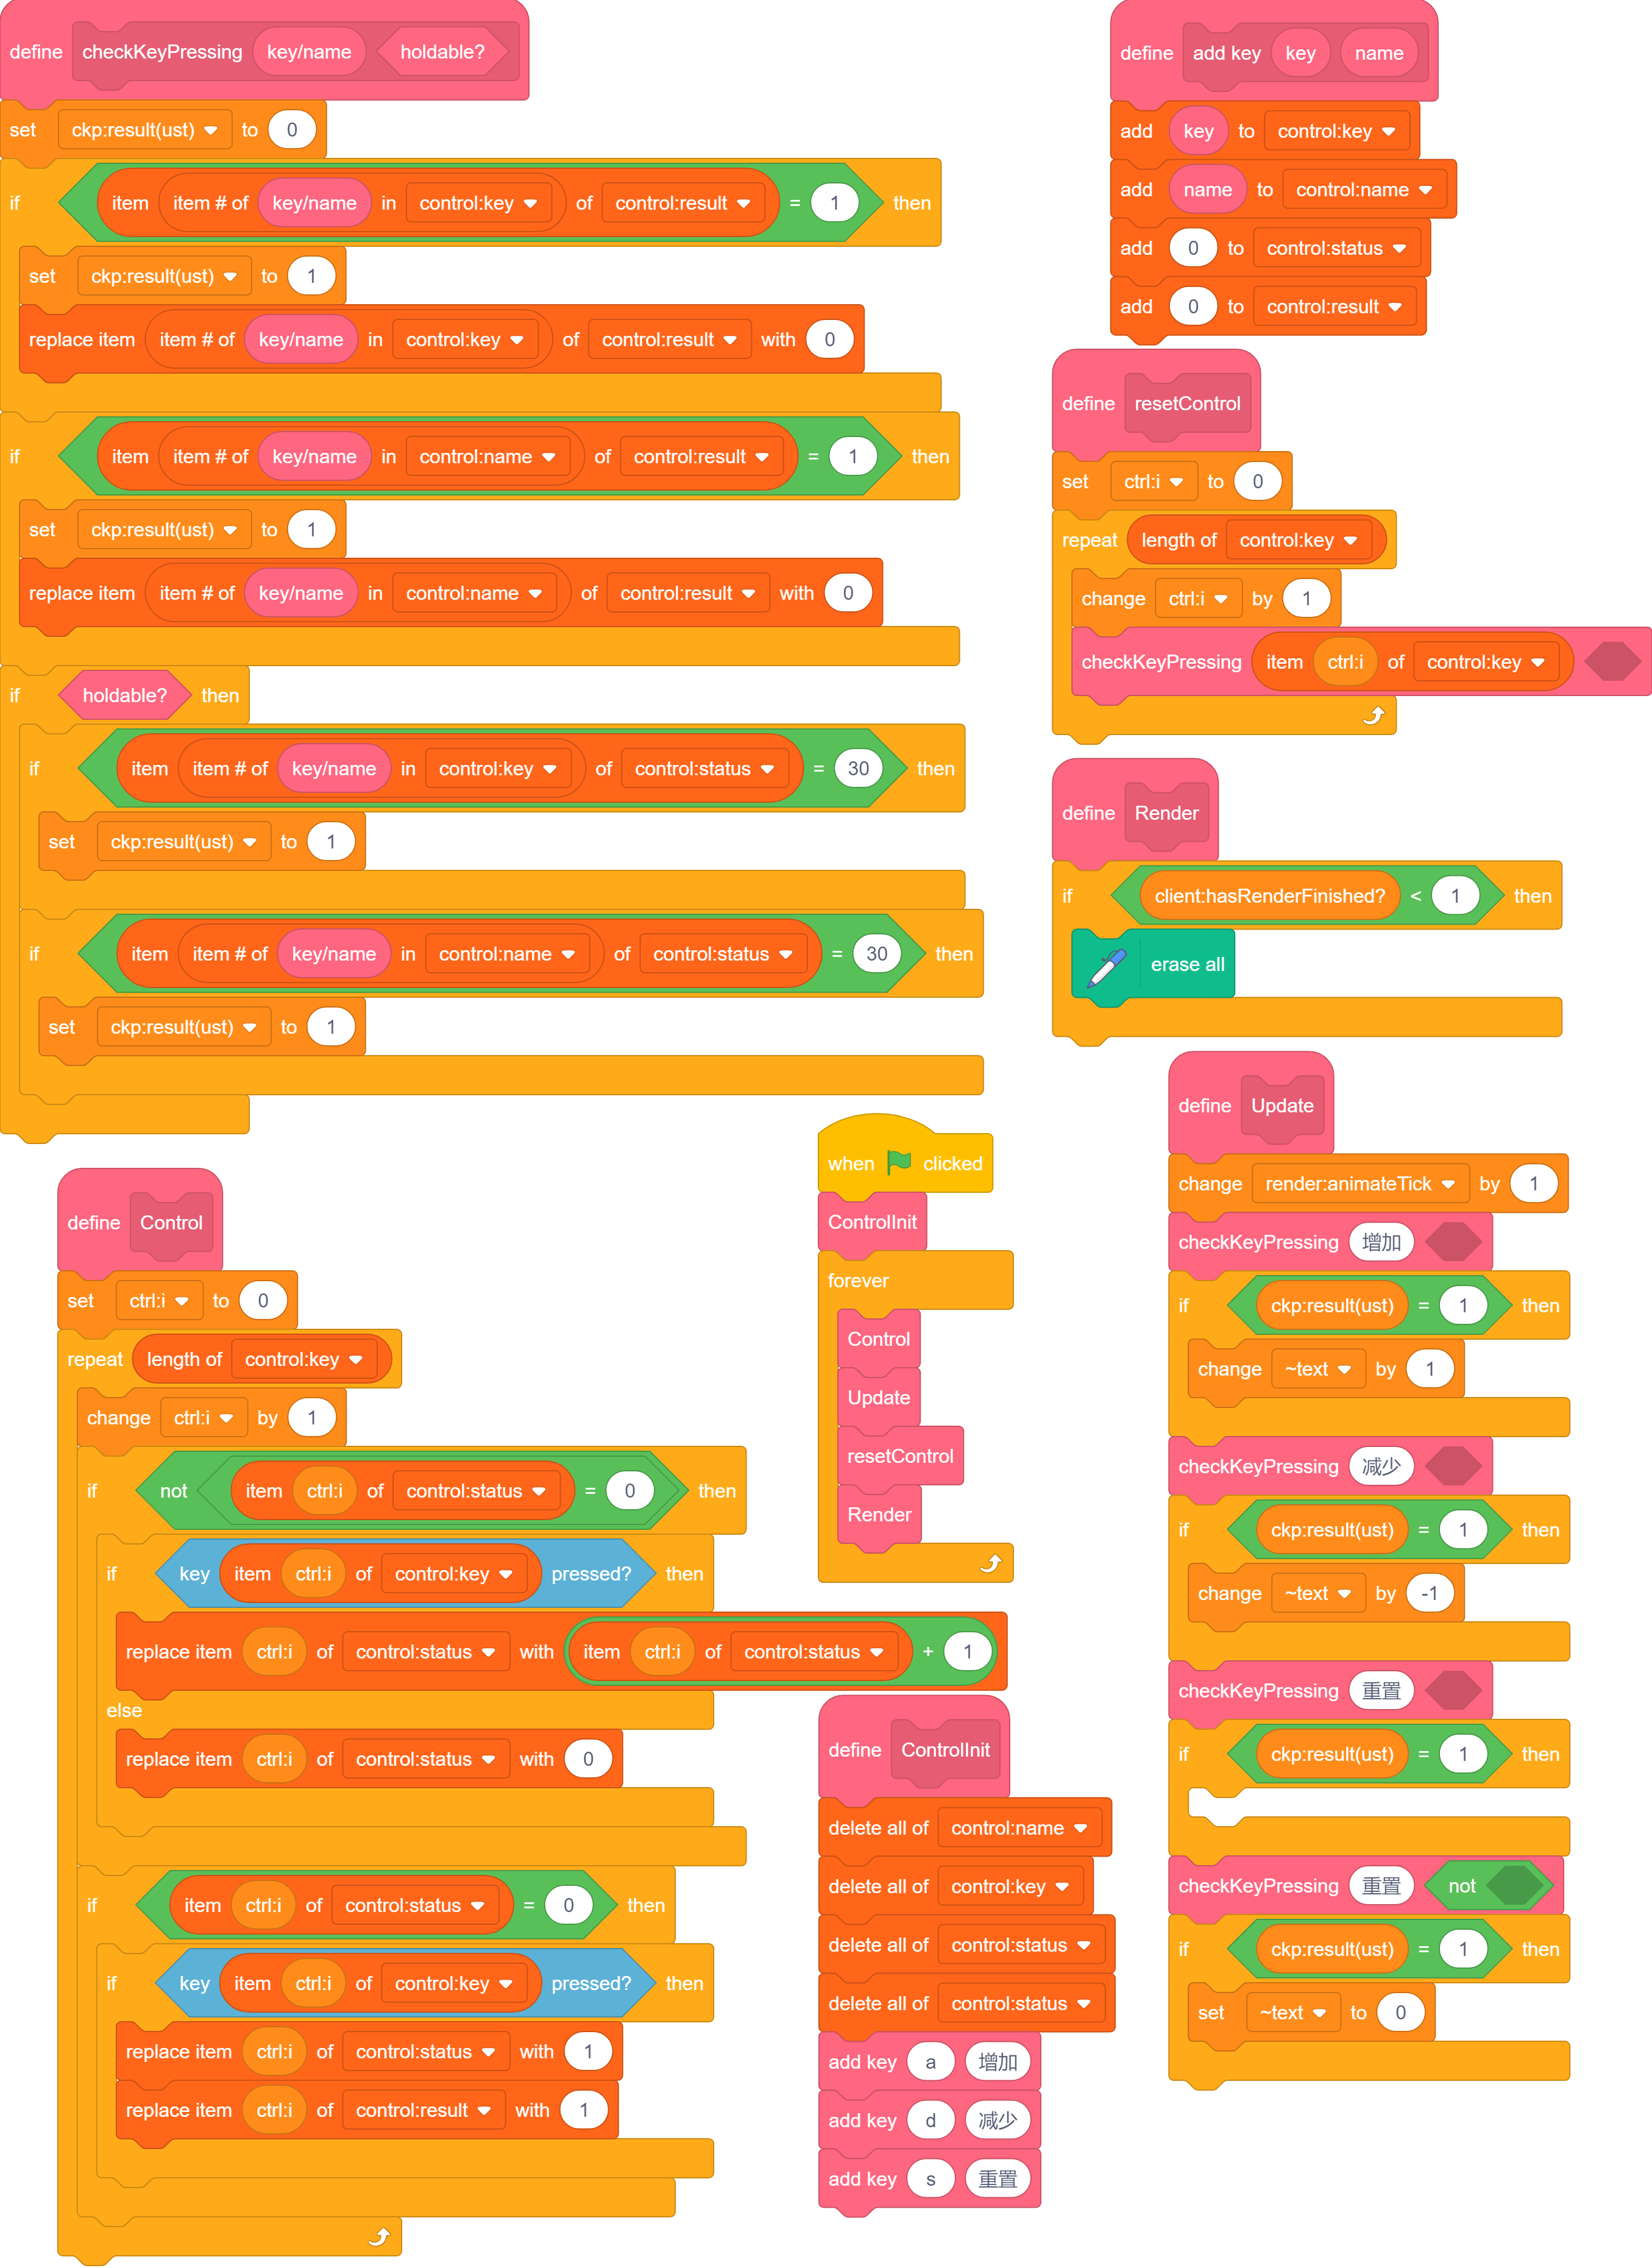 define checkKeyPressing key/name holdable?
set ckp:result(ust) to 0
if item item # of key/name in control:key of control:result = 1 then
set ckp:result(ust) to 1
replace item item # of key/name in control:key of control:result with 0
if item item # of key/name in control:name of control:result = 1 then
set ckp:result(ust) to 1
replace item item # of key/name in control:name of control:result with 0
if holdable? then
if item item # of key/name in control:key of control:status = 30 then
set ckp:result(ust) to 1
if item item # of key/name in control:name of control:status = 30 then
set ckp:result(ust) to 1
define add key key name
add key to control:key
add name to control:name
add 0 to control:status
add 0 to control:result
define resetControl
set ctrl:i to 0
repeat length of control:key
change ctrl:i by 1
checkKeyPressing item ctrl:i of control:key
define Render
if client:hasRenderFinished? < 1 then
erase all
define Control
set ctrl:i to 0
repeat length of control:key
change ctrl:i by 1
if not item ctrl:i of control:status = 0 then
if key item ctrl:i of control:key pressed? then
replace item ctrl:i of control:status with item ctrl:i of control:status + 1
else
replace item ctrl:i of control:status with 0
if item ctrl:i of control:status = 0 then
if key item ctrl:i of control:key pressed? then
replace item ctrl:i of control:status with 1
replace item ctrl:i of control:result with 1
when clicked
ControlInit
forever
Control
Update
resetControl
Render
define ControlInit
delete all of control:name
delete all of control:key
delete all of control:status
delete all of control:status
add key a 增加
add key d 减少
add key s 重置
define Update
change render:animateTick by 1
checkKeyPressing 增加
if ckp:result(ust) = 1 then
change ~text by 1
checkKeyPressing 减少
if ckp:result(ust) = 1 then
change ~text by -1
checkKeyPressing 重置
if ckp:result(ust) = 1 then
checkKeyPressing 重置 not
if ckp:result(ust) = 1 then
set ~text to 0